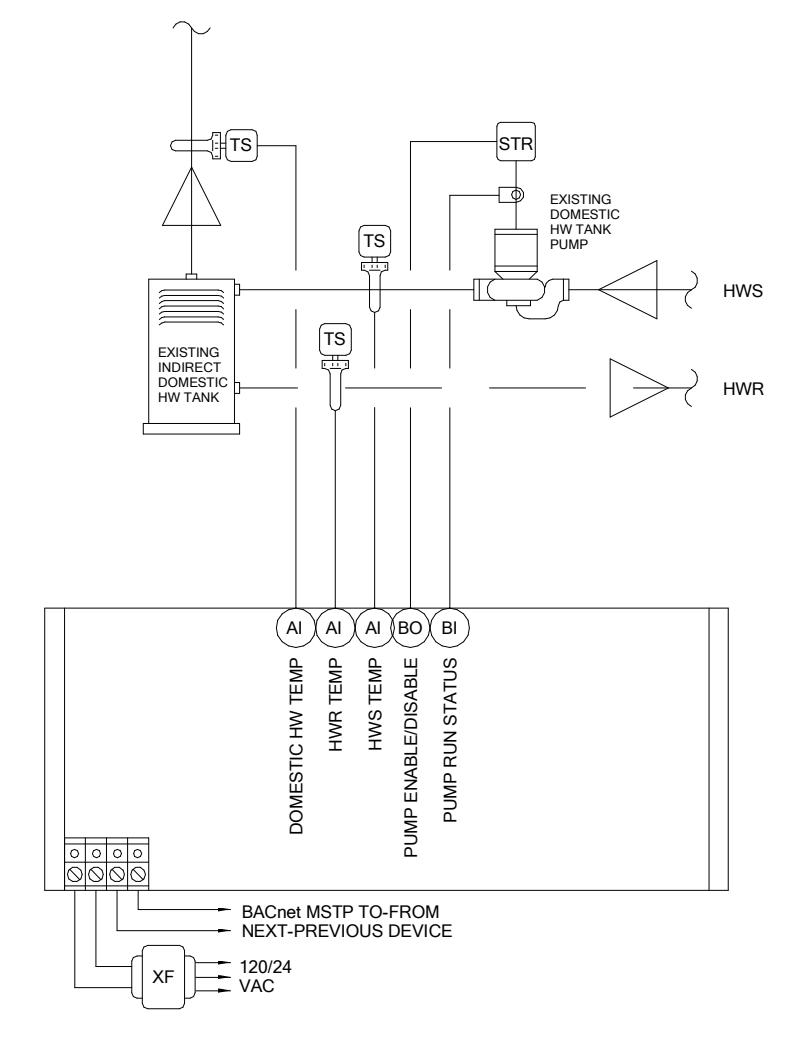 TS
STR
EXISTING
DOMESTIC
HW TANK
PUMP
TS
HWS
TS
EXISTING
INDIRECT
DOMESTIC
HW TANK
HWR
AI
AI
AI
BO
BI
DOMESTIC HW TEMP
HWR TEMP
HWS TEMP
PUMP ENABLE/DISABLE
PUMP RUN STATUS
BACnet MSTP TO-FROM
NEXT-PREVIOUS DEVICE
XF
120/24
VAC